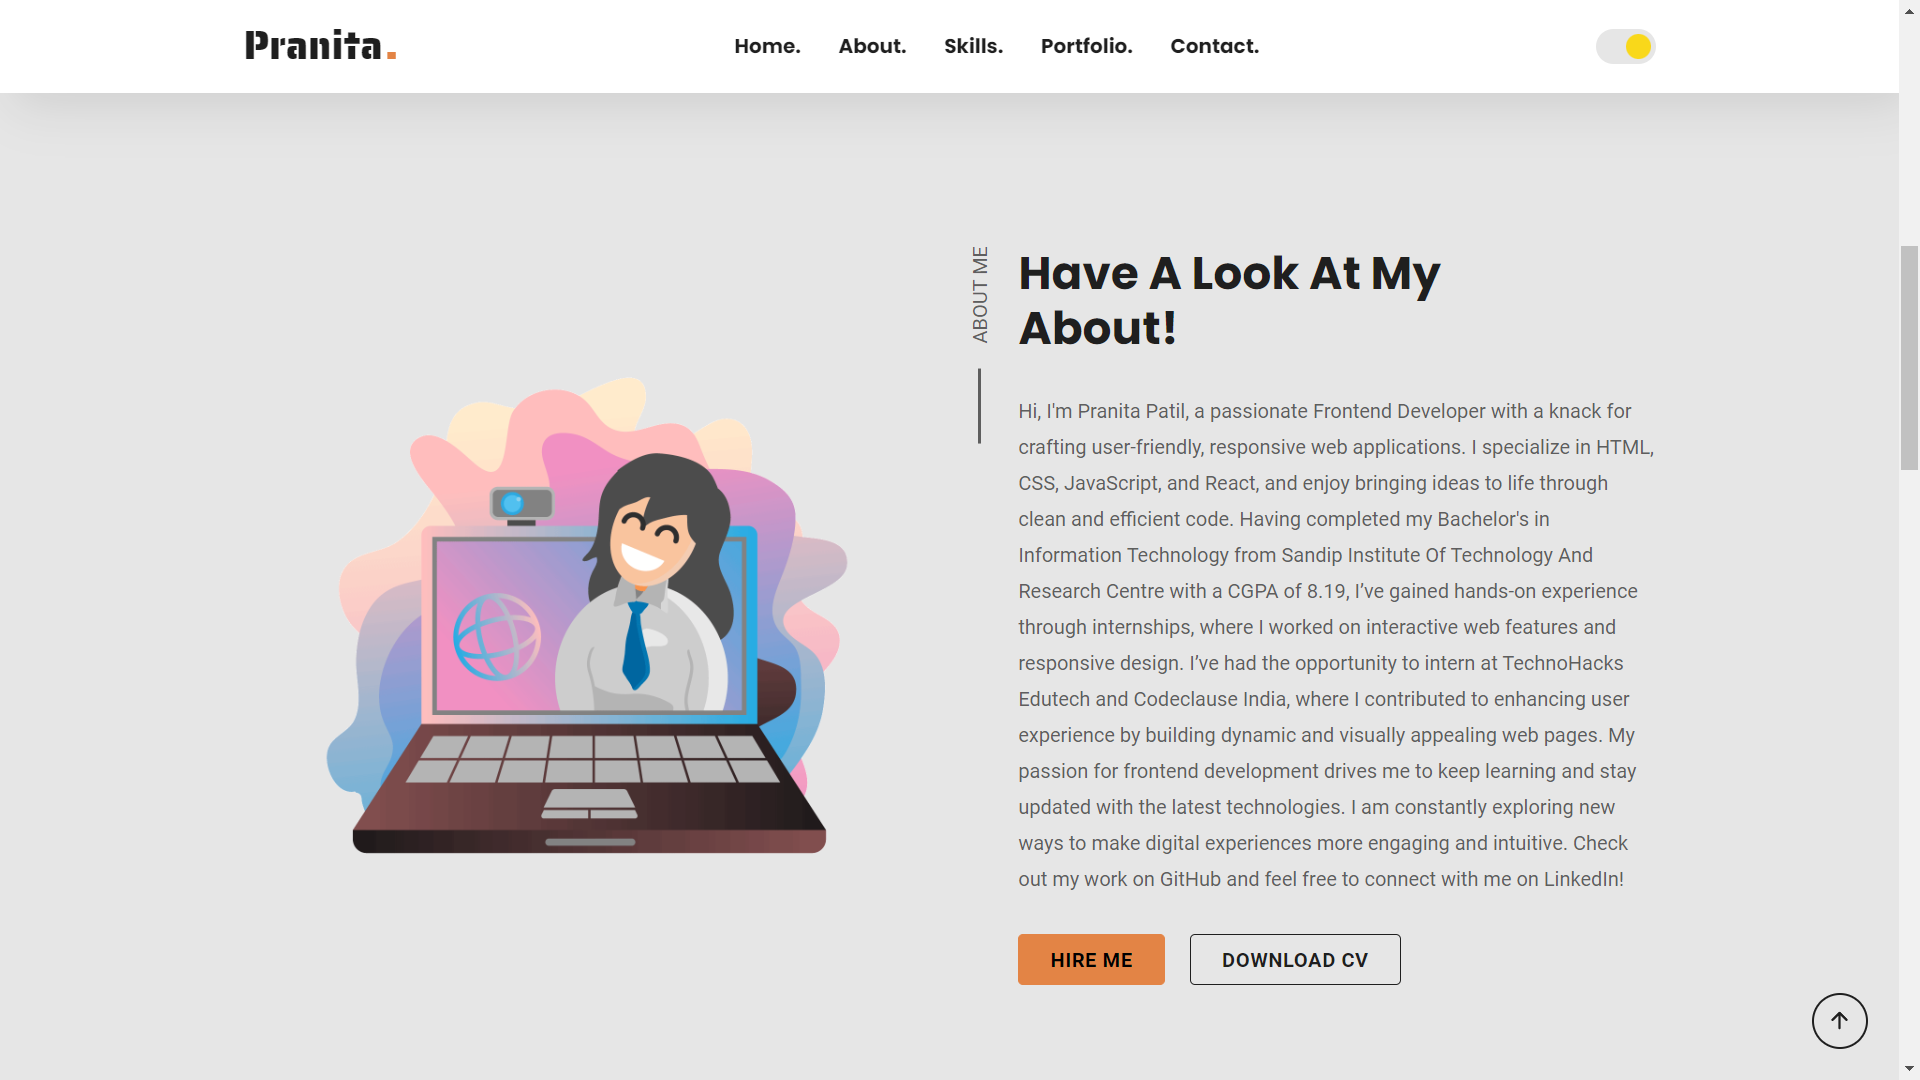 Pranita.
Home.
About.
Skills.
Portfolio.
Contact.
ABOUT ME
Have A Look At My
About!
Hi, I'm Pranita Patil, a passionate Frontend Developer with a knack for
crafting user-friendly, responsive web applications. I specialize in HTML,
CSS, JavaScript, and React, and enjoy bringing ideas to life through
clean and efficient code. Having completed my Bachelor's in
Information Technology from Sandip Institute Of Technology And
Research Centre with a CGPA of 8.19, I’ve gained hands-on experience
through internships, where I worked on interactive web features and
responsive design. I’ve had the opportunity to intern at TechnoHacks
Edutech and Codeclause India, where I contributed to enhancing user
experience by building dynamic and visually appealing web pages. My
passion for frontend development drives me to keep learning and stay
updated with the latest technologies. I am constantly exploring new
ways to make digital experiences more engaging and intuitive. Check
out my work on GitHub and feel free to connect with me on LinkedIn!
HIRE ME
DOWNLOAD CV